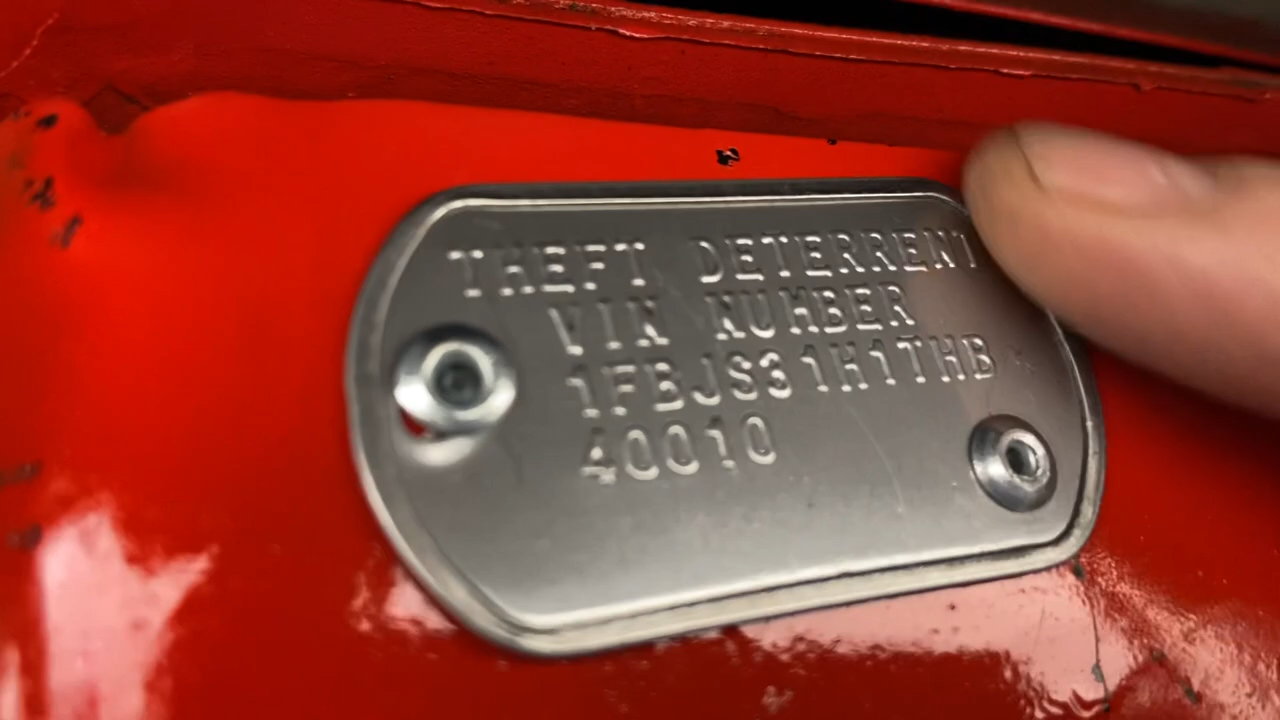 THEFT DETERRENT
VIN NUMBER
1FBJS31H1THB
40010